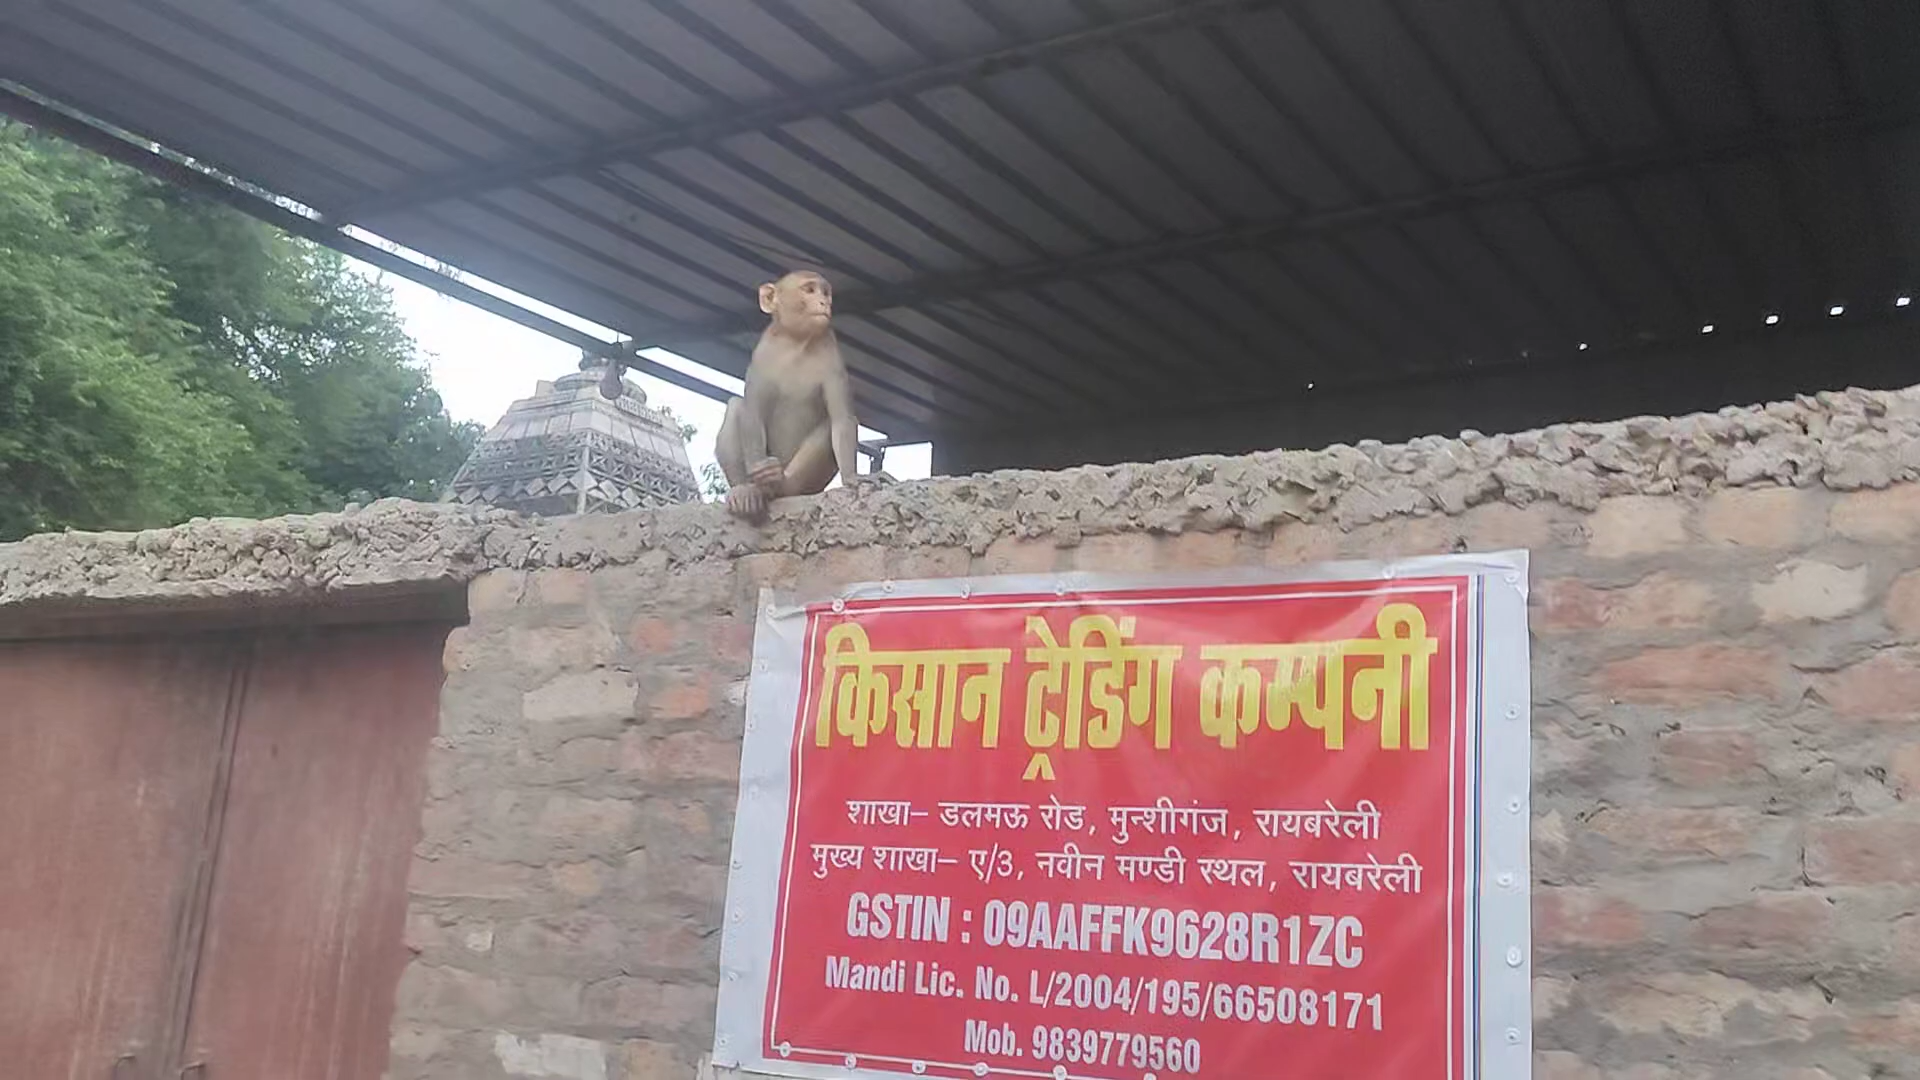 किसान ट्रेडिंग कम्पनी
शाखा– डलमऊ रोड, मुन्शीगंज, रायबरेली
मुख्य शाखा– ए/3, नवीन मण्डी स्थल, रायबरेली
GSTIN : 09AAFFK9628R1ZC
Mandi Lic. No. L/2004/195/66508171
Mob. 9839779560